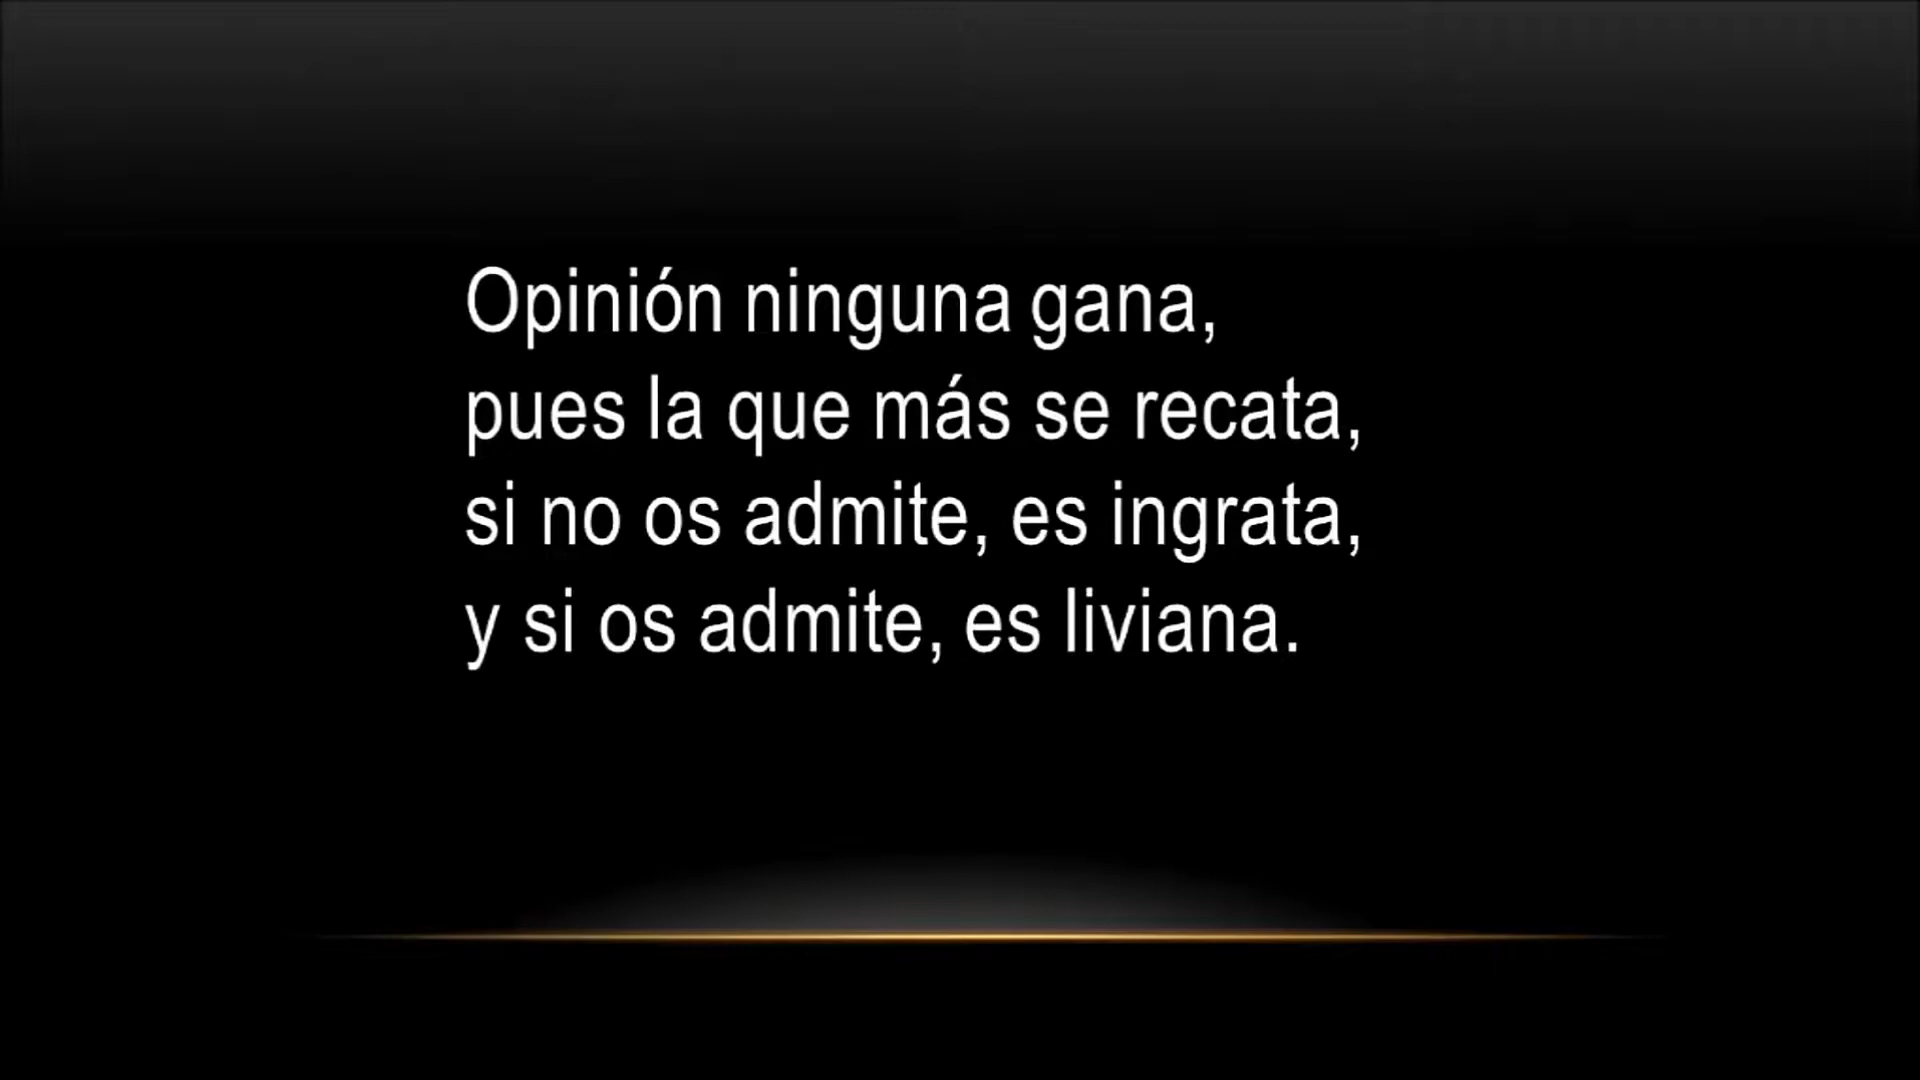 Opinión ninguna gana,
pues la que más se recata,
si no os admite, es ingrata,
y si os admite, es liviana.